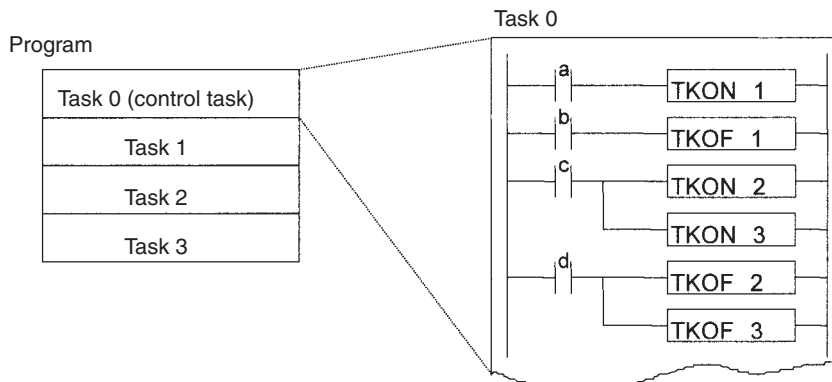 Program
Task 0 (control task)
Task 1
Task 2
Task 3
Task 0
a
TKON 1
b
TKOF 1
c
TKON 2
TKON 3
d
TKOF 2
TKOF 3